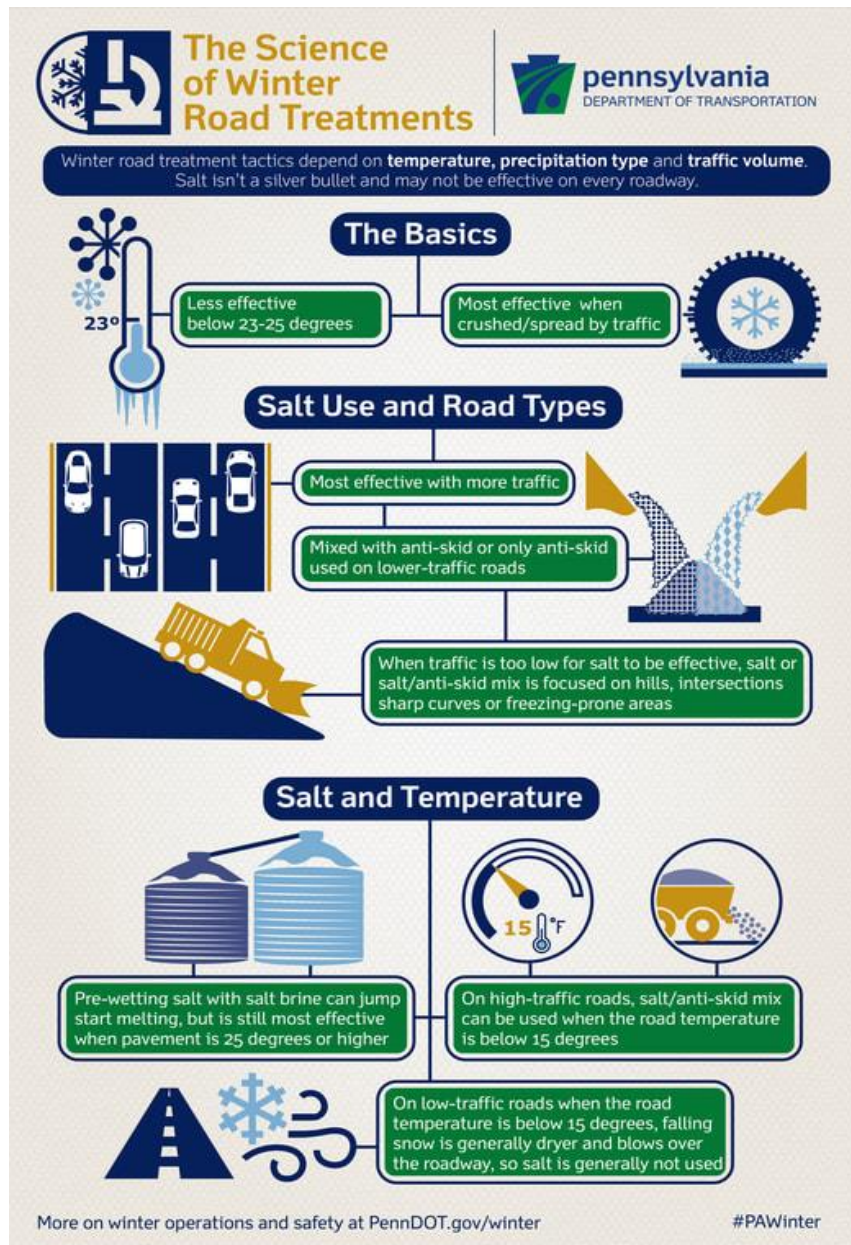 The Science
of Winter
Road Treatments
pennsylvania
DEPARTMENT OF TRANSPORTATION
Winter road treatment tactics depend on temperature, precipitation type and traffic volume.
Salt isn't a silver bullet and may not be effective on every roadway.
The Basics
23º
Less effective
below 23-25 degrees
Most effective when
crushed/spread by traffic
Salt Use and Road Types
Most effective with more traffic
Mixed with anti-skid or only anti-skid
used on lower-traffic roads
When traffic is too low for salt to be effective, salt or
salt/anti-skid mix is focused on hills, intersections
sharp curves or freezing-prone areas
Salt and Temperature
15 °F
Pre-wetting salt with salt brine can jump
start melting, but is still most effective
when pavement is 25 degrees or higher
On high-traffic roads, salt/anti-skid mix
can be used when the road temperature
is below 15 degrees
On low-traffic roads when the road
temperature is below 15 degrees, falling
snow is generally dryer and blows over
the roadway, so salt is generally not used
More on winter operations and safety at PennDOT.gov/winter
#PAWinter